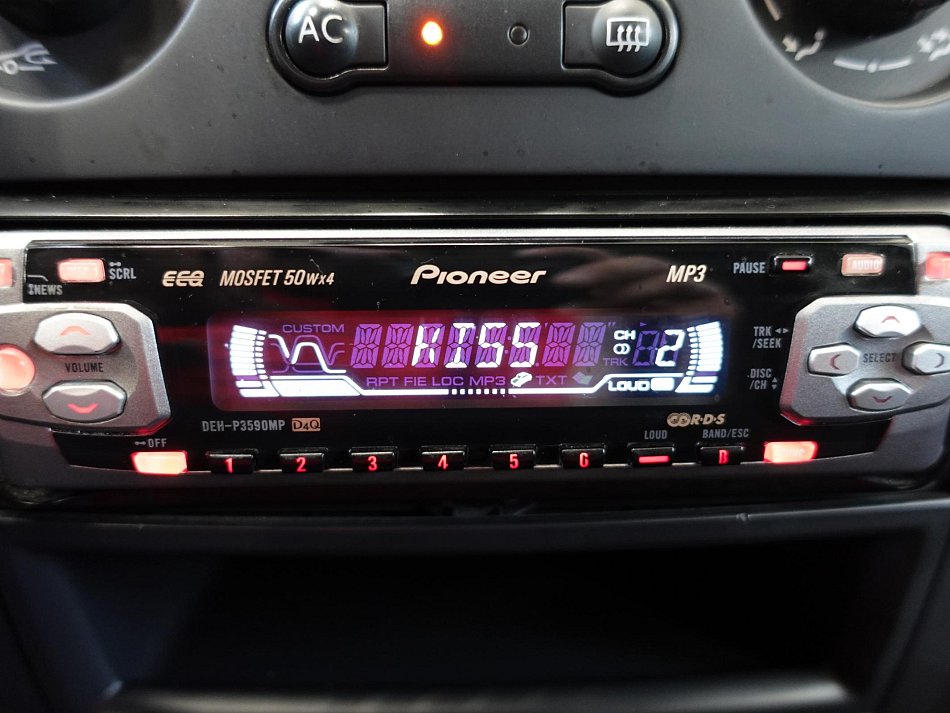 AC
SCRL
NEWS
EEQ MOSFET 50Wx4
Pioneer
MP3
PAUSE
AUDIO
VOLUME
CUSTOM
KISS
CH
2
TRK
RPT FIE LOC MP3 TXT
LOUD
TRK
/SEEK
SELECT
DISC
/CH
DEH-P3590MP D4Q
R·D·S
OFF
LOUD
BAND/ESC
1 2 3 4 5 6